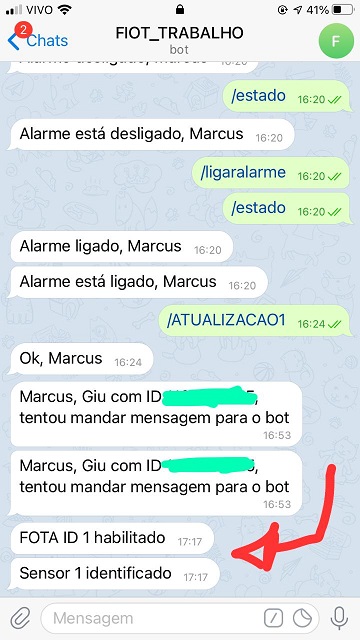 VIVO
41%
2
Chats
FIOT_TRABALHO
bot
F
Alarme desligado, Marcus 16:20
/estado 16:20
Alarme está desligado, Marcus 16:20
/ligaralarme 16:20
/estado 16:20
Alarme ligado, Marcus 16:20
Alarme está ligado, Marcus 16:20
/ATUALIZACAO1 16:24
Ok, Marcus 16:24
Marcus, Giu com ID
tentou mandar mensagem para o bot
16:53
Marcus, Giu com ID
tentou mandar mensagem para o bot
16:53
FOTA ID 1 habilitado 17:17
Sensor 1 identificado 17:17
Mensagem